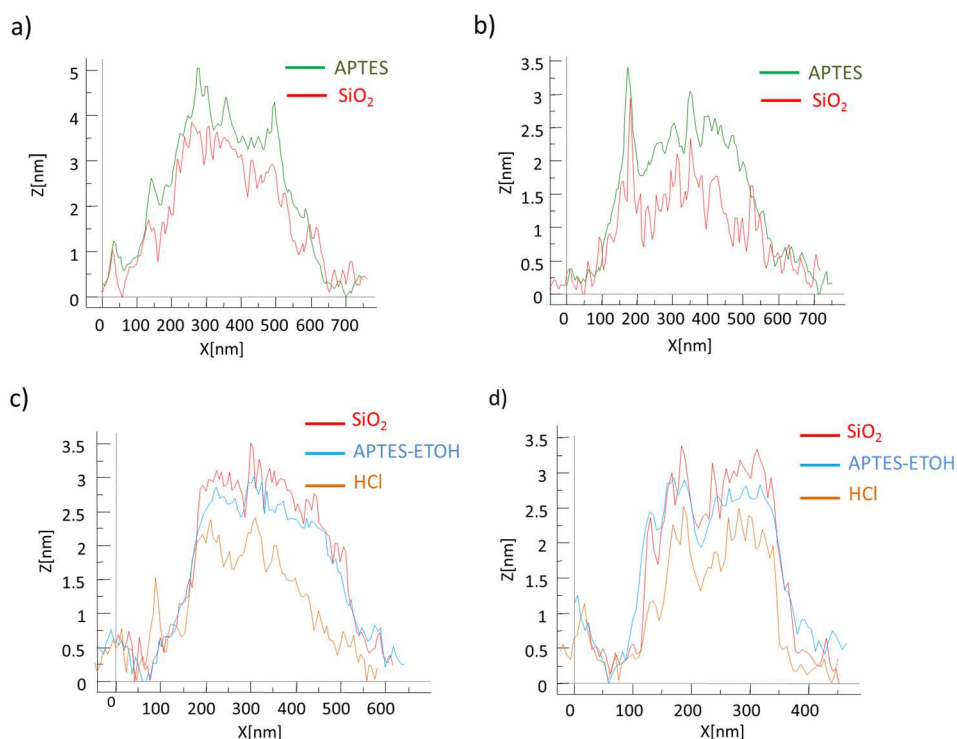 a)
APTES
SiO₂
5
4
3
2
1
0
Z[nm]
0 100 200 300 400 500 600 700
X[nm]
b)
APTES
SiO₂
3.5
3
2.5
2
1.5
1
0.5
0
Z[nm]
0 100 200 300 400 500 600 700
X[nm]
c)
SiO₂
APTES-ETOH
HCl
3.5
3
2.5
2
1.5
1
0.5
0
Z[nm]
0 100 200 300 400 500 600
X[nm]
d)
SiO₂
APTES-ETOH
HCl
3.5
3
2.5
2
1.5
1
0.5
0
Z[nm]
0 100 200 300 400
X[nm]